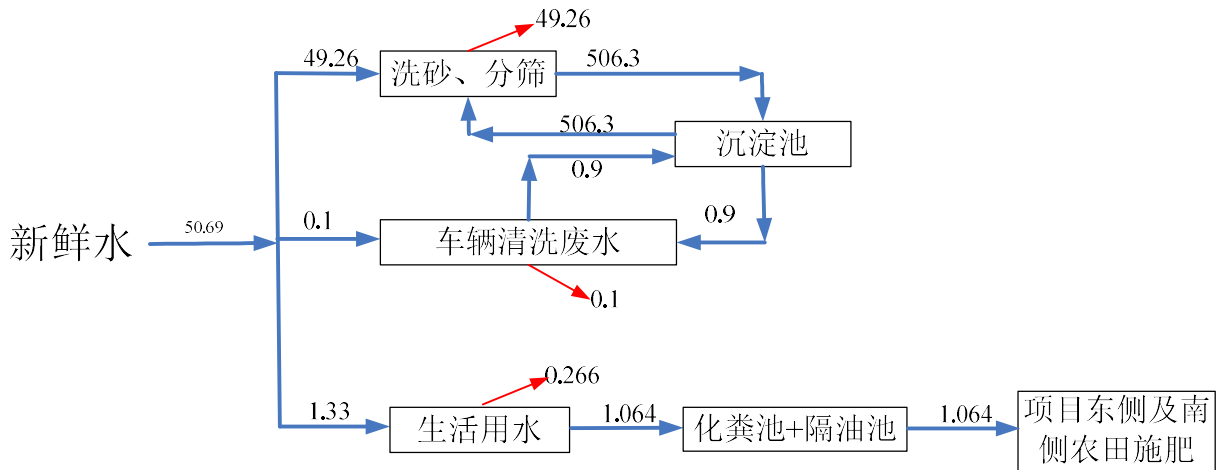 49.26
49.26
洗砂、分筛
506.3
506.3
沉淀池
0.9
新鲜水
50.69
0.1
车辆清洗废水
0.9
0.1
0.266
1.33
生活用水
1.064
化粪池+隔油池
1.064
项目东侧及南
侧农田施肥